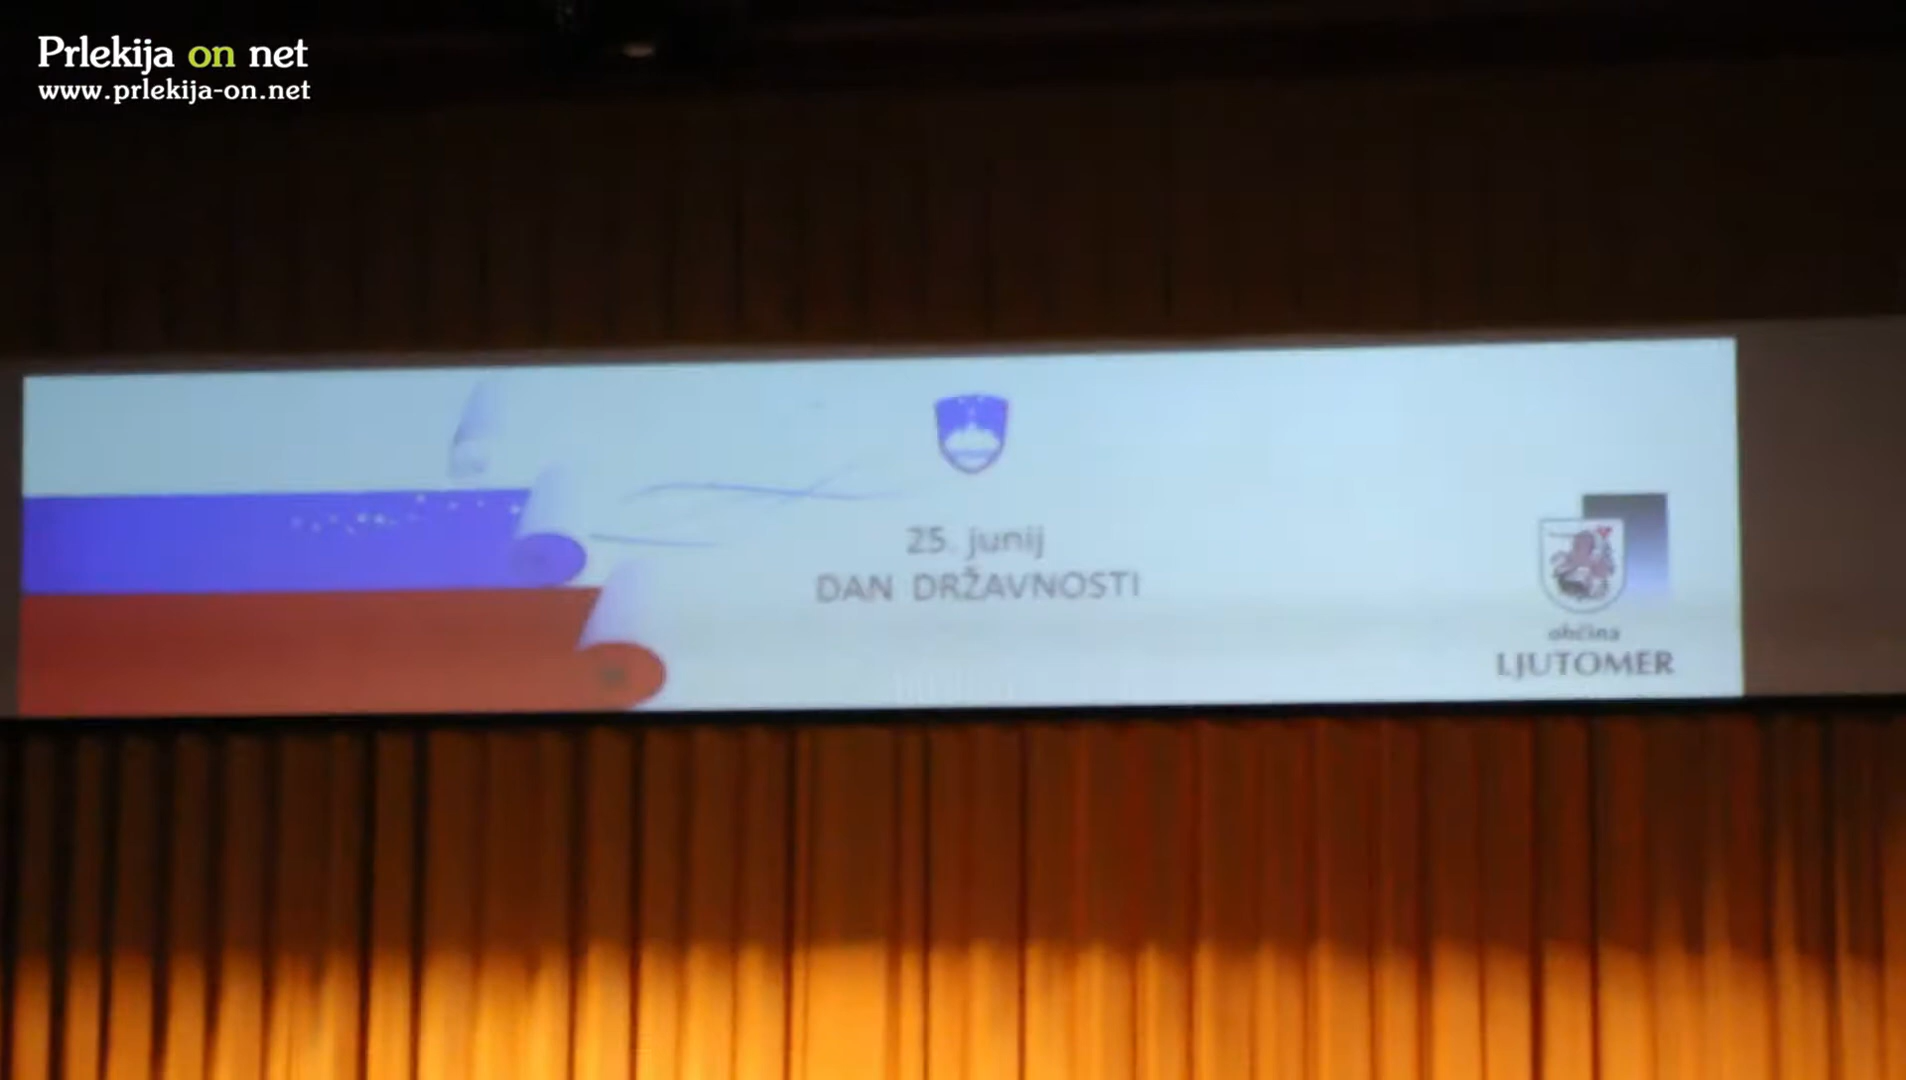 Prlekija on net
www.prlekija-on.net
25. junij
DAN DRŽAVNOSTI
občina
LJUTOMER